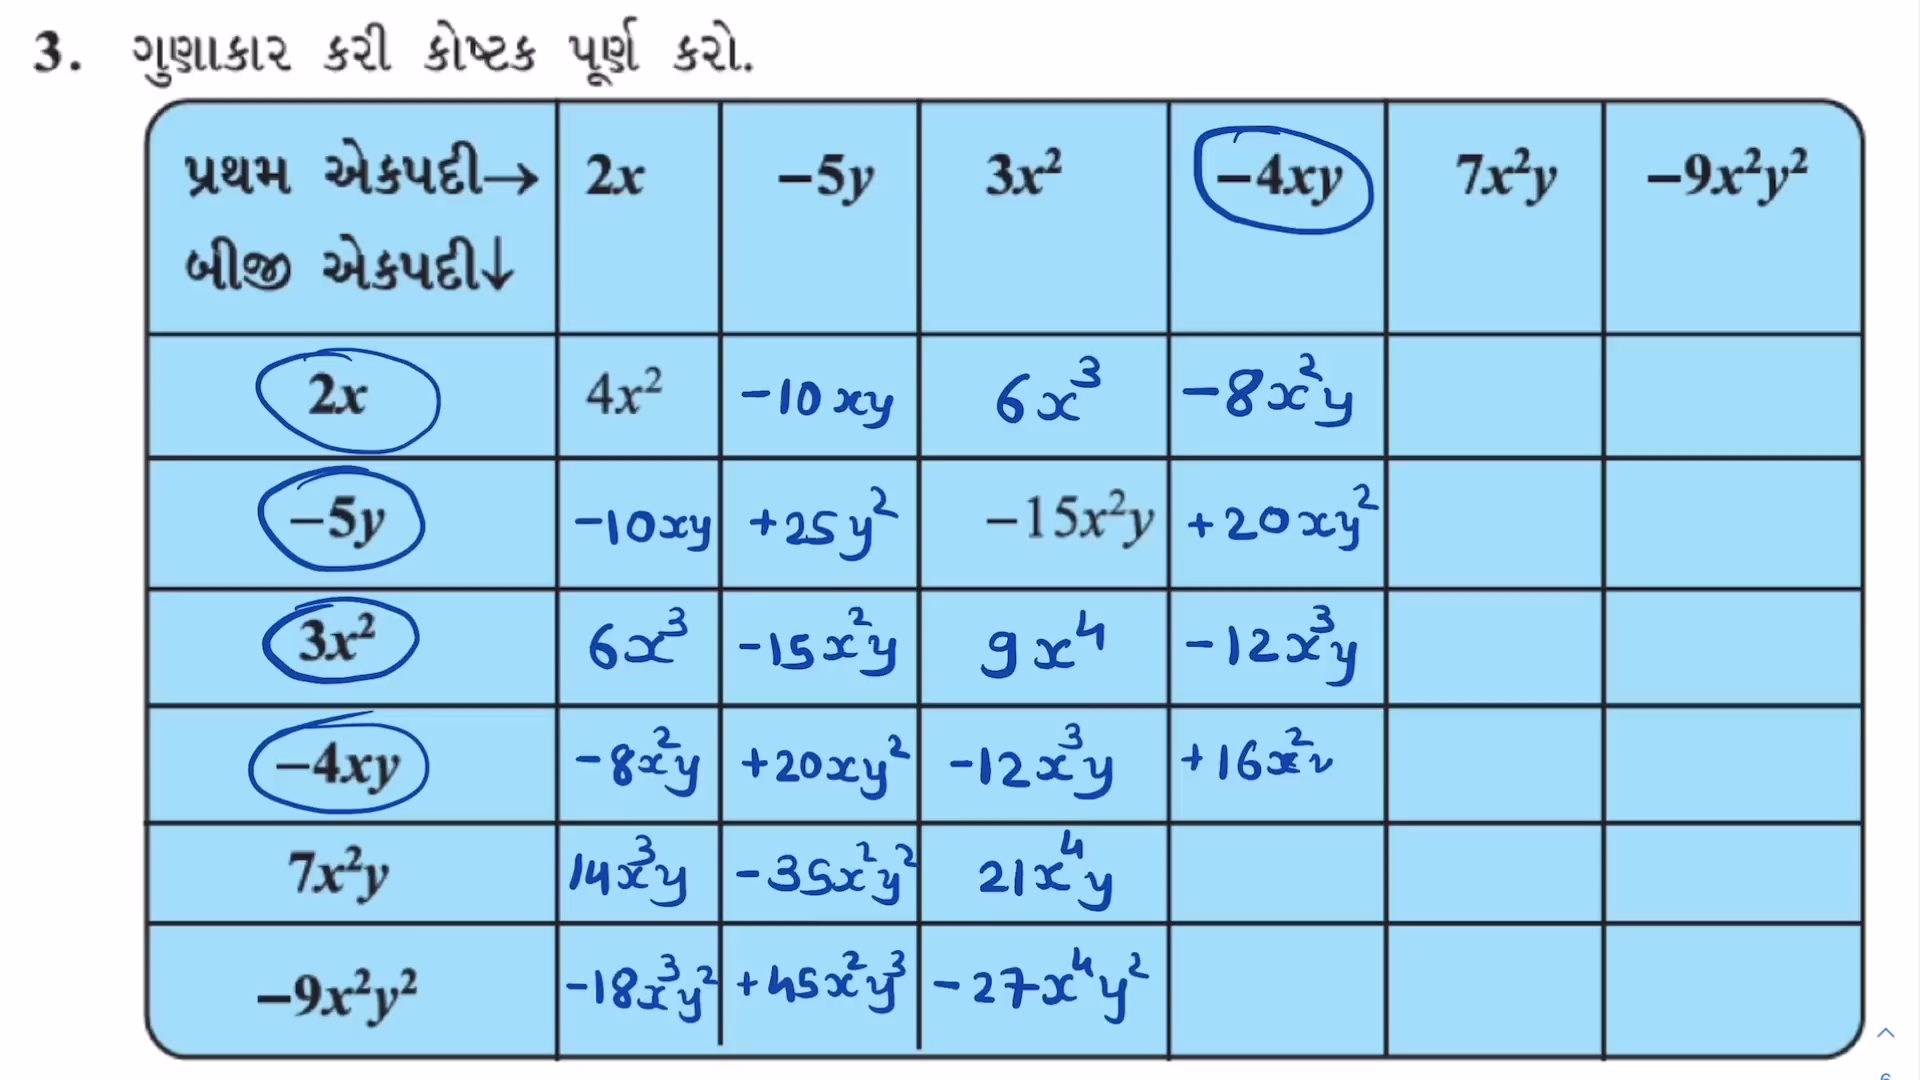 3. ગુણાકાર કરી કોષ્ટક પૂર્ણ કરો.
પ્રથમ એકપદી→ 2x −5y 3x² −4xy 7x²y −9x²y²
બીજી એકપદી↓
2x 4x² -10xy 6x³ -8x²y
−5y -10xy +25y² −15x²y +20xy²
3x² 6x³ -15x²y 9x⁴ -12x³y
−4xy -8x²y +20xy² -12x³y +16x²
7x²y 14x³y -35x²y² 21x⁴y
−9x²y² -18x³y² +45x²y³ -27x⁴y²